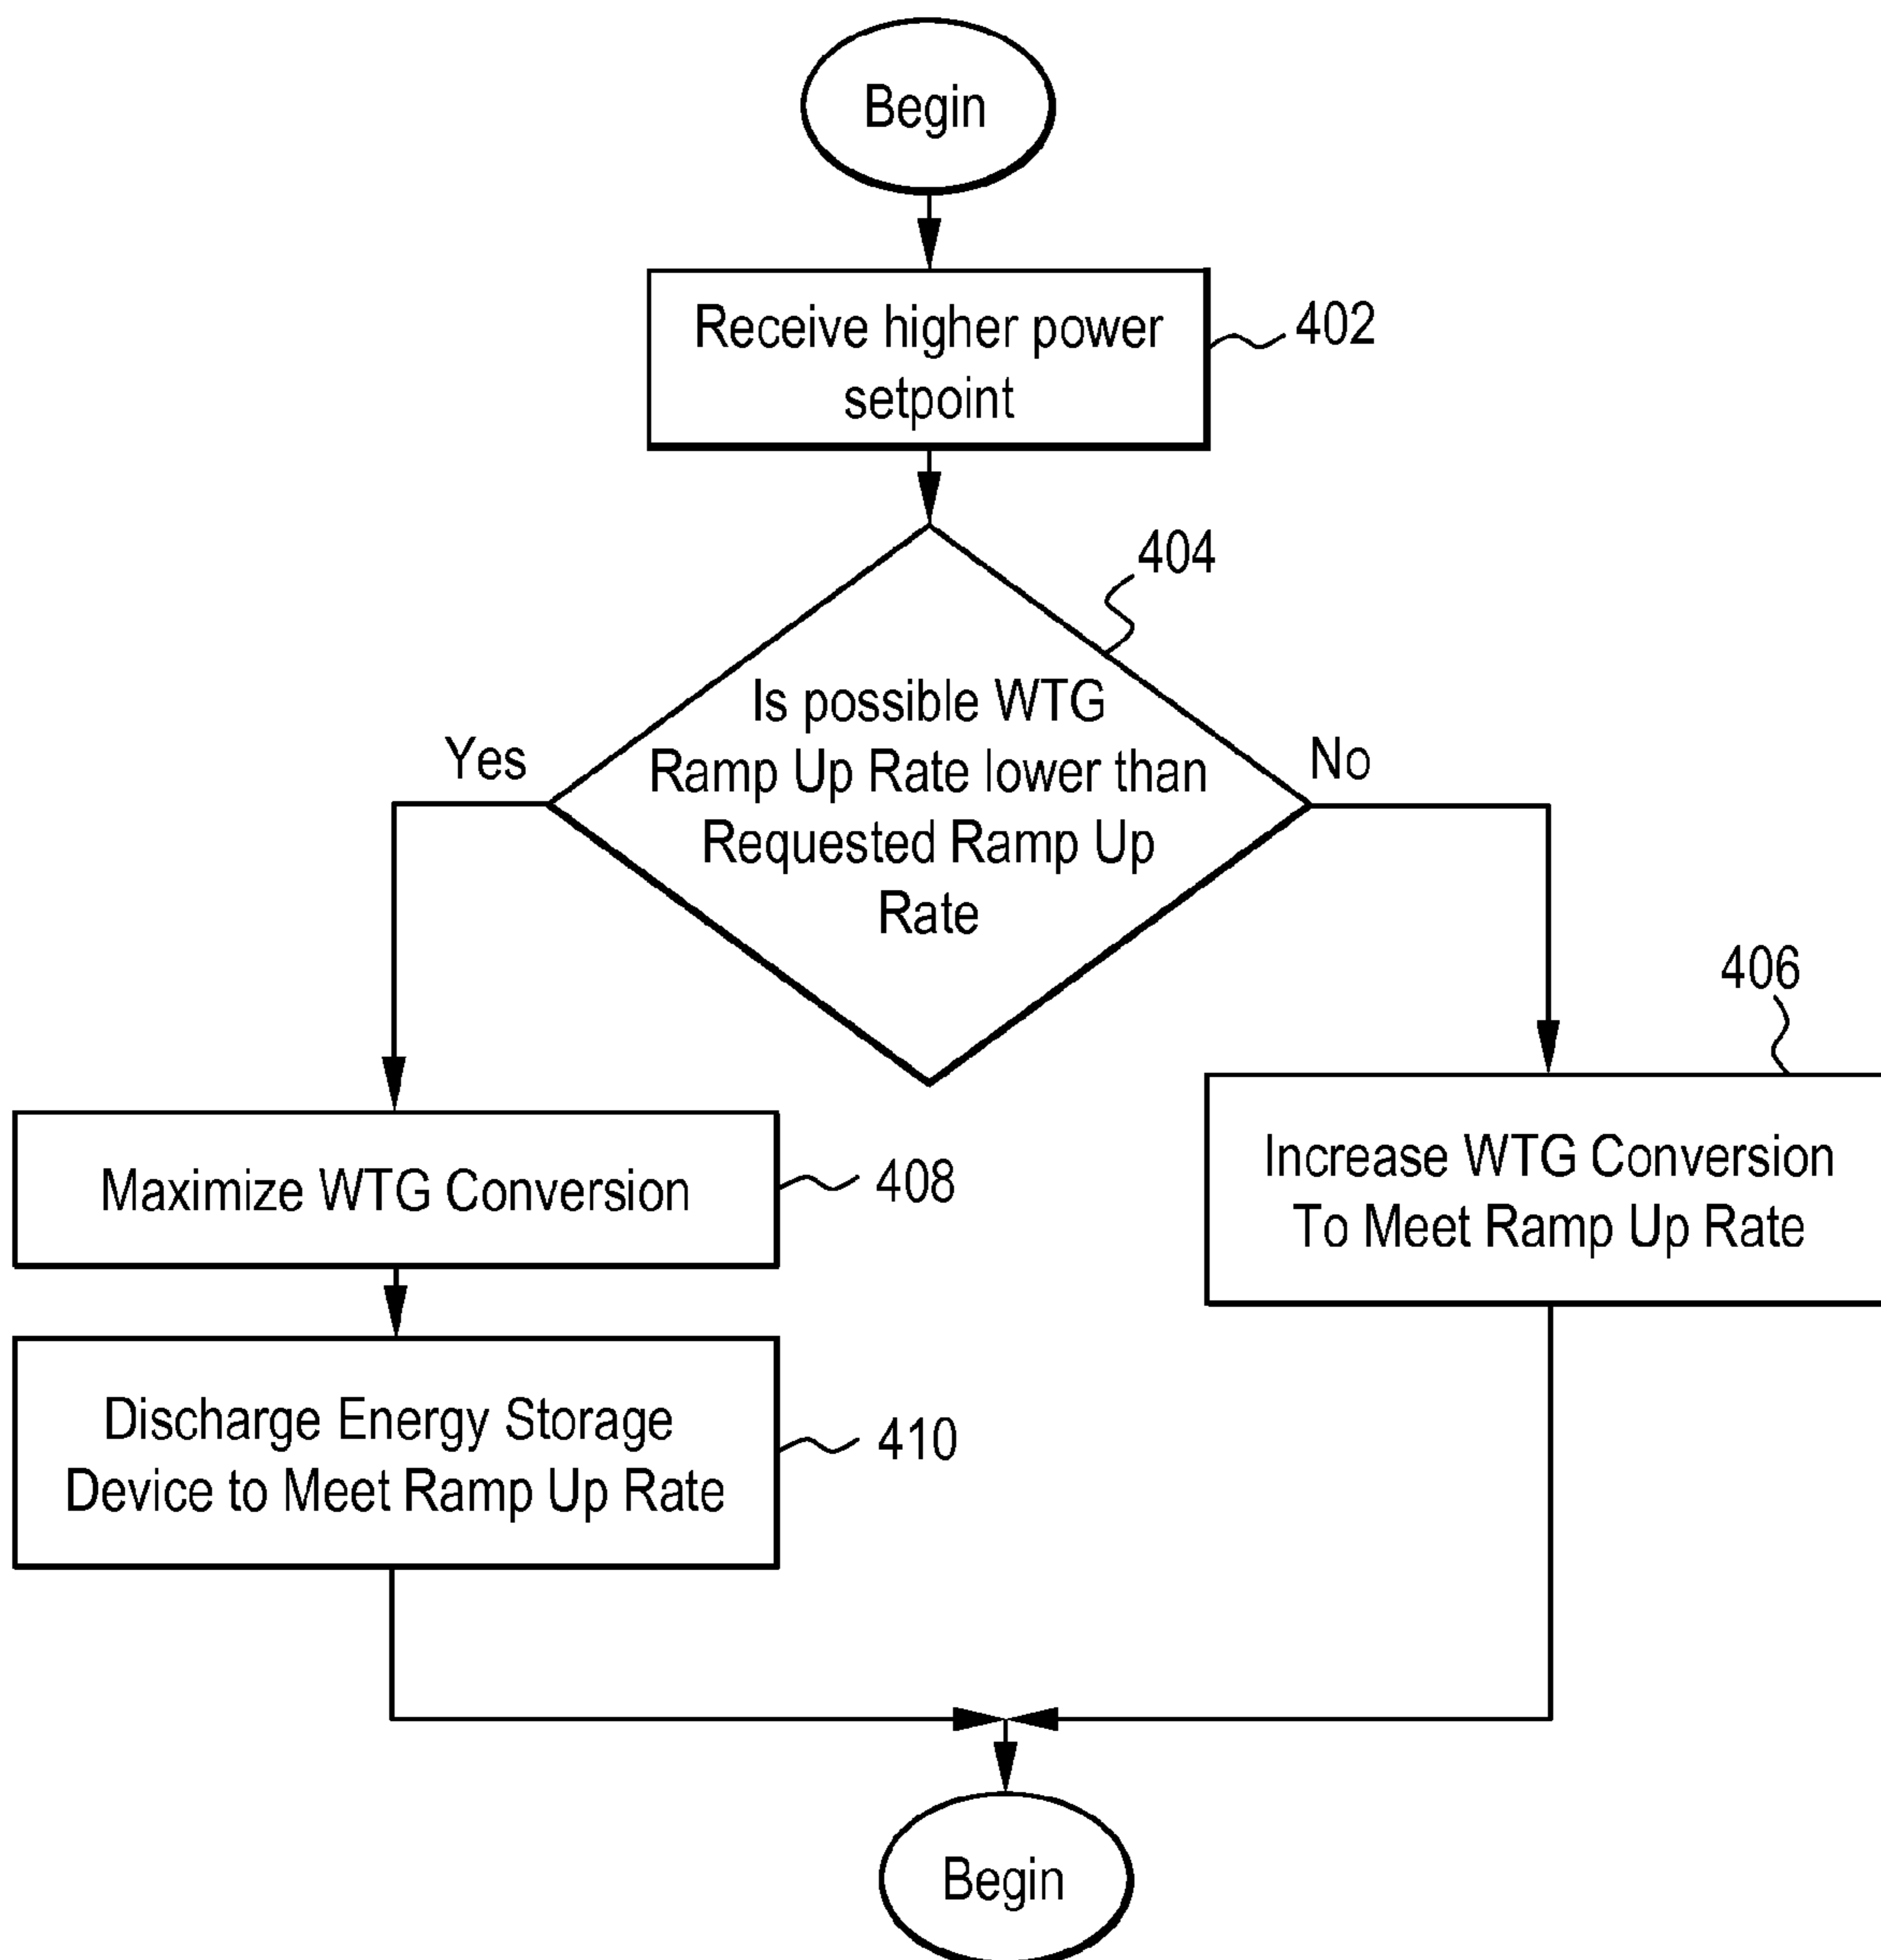 Begin
Receive higher power
setpoint
402
404
Is possible WTG
Ramp Up Rate lower than
Requested Ramp Up
Rate
Yes
No
406
Increase WTG Conversion
To Meet Ramp Up Rate
Maximize WTG Conversion
408
Discharge Energy Storage
Device to Meet Ramp Up Rate
410
Begin